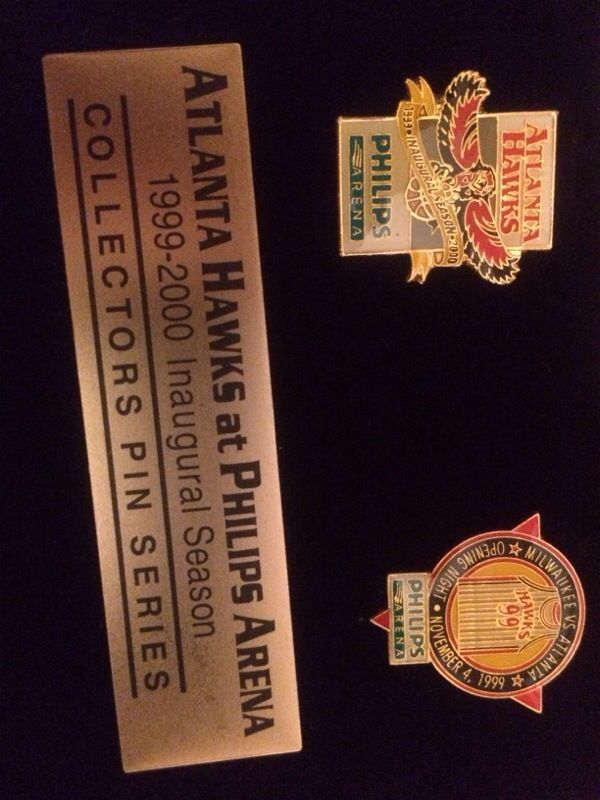 ATLANTA HAWKS at PHILIPS ARENA
1999-2000 Inaugural Season
COLLECTORS PIN SERIES
ATLANTA
HAWKS
1999 • INAUGURAL SEASON • 2000
PHILIPS
ARENA
MILWAUKEE VS ATLANTA
HAWKS
99
OPENING NIGHT • NOVEMBER 4, 1999
PHILIPS
ARENA